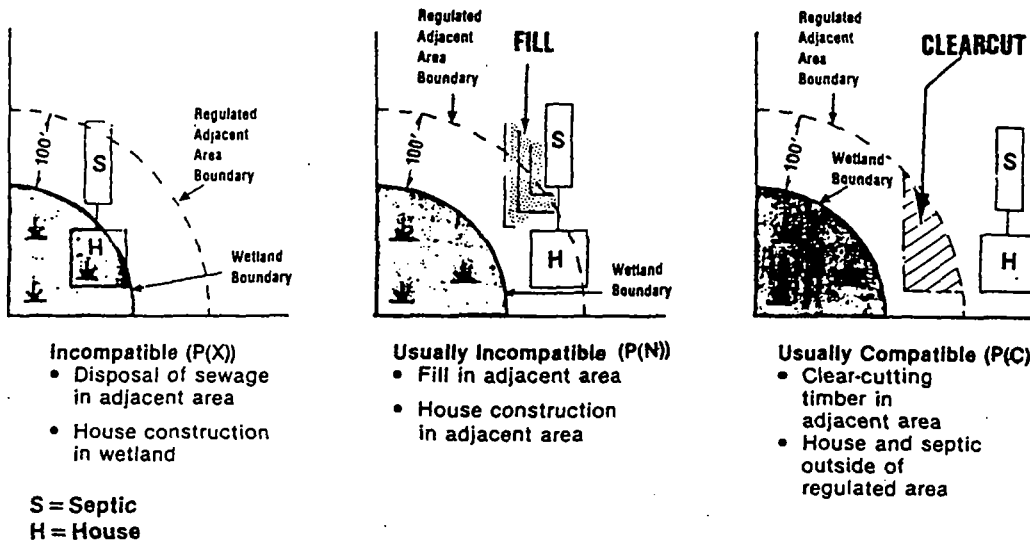 Regulated
Adjacent
Area
Boundary
100'
S
H
Wetland
Boundary
Incompatible (P(X))
• Disposal of sewage
in adjacent area
• House construction
in wetland
S = Septic
H = House
Regulated
Adjacent
Area
Boundary
FILL
100'
S
H
Wetland
Boundary
Usually Incompatible (P(N))
• Fill in adjacent area
• House construction
in adjacent area
Regulated
Adjacent
Area
Boundary
CLEARCUT
100'
Wetland
Boundary
S
H
Usually Compatible (P(C)
• Clear-cutting
timber in
adjacent area
• House and septic
outside of
regulated area